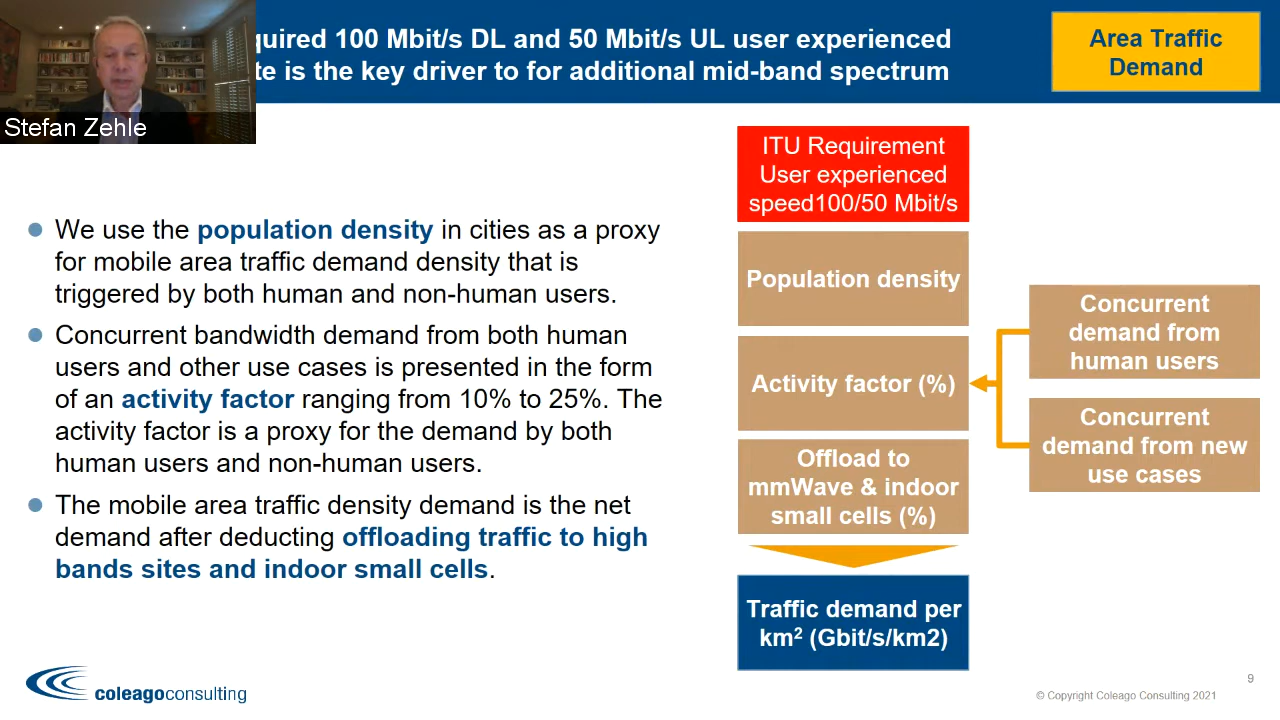 quired 100 Mbit/s DL and 50 Mbit/s UL user experienced
te is the key driver to for additional mid-band spectrum
Area Traffic
Demand
Stefan Zehle
We use the population density in cities as a proxy
for mobile area traffic demand density that is
triggered by both human and non-human users.
Concurrent bandwidth demand from both human
users and other use cases is presented in the form
of an activity factor ranging from 10% to 25%. The
activity factor is a proxy for the demand by both
human users and non-human users.
The mobile area traffic density demand is the net
demand after deducting offloading traffic to high
bands sites and indoor small cells.
ITU Requirement
User experienced
speed100/50 Mbit/s
Population density
Activity factor (%)
Offload to
mmWave & indoor
small cells (%)
Traffic demand per
km² (Gbit/s/km2)
Concurrent
demand from
human users
Concurrent
demand from new
use cases
coleagoconsulting
9
© Copyright Coleago Consulting 2021